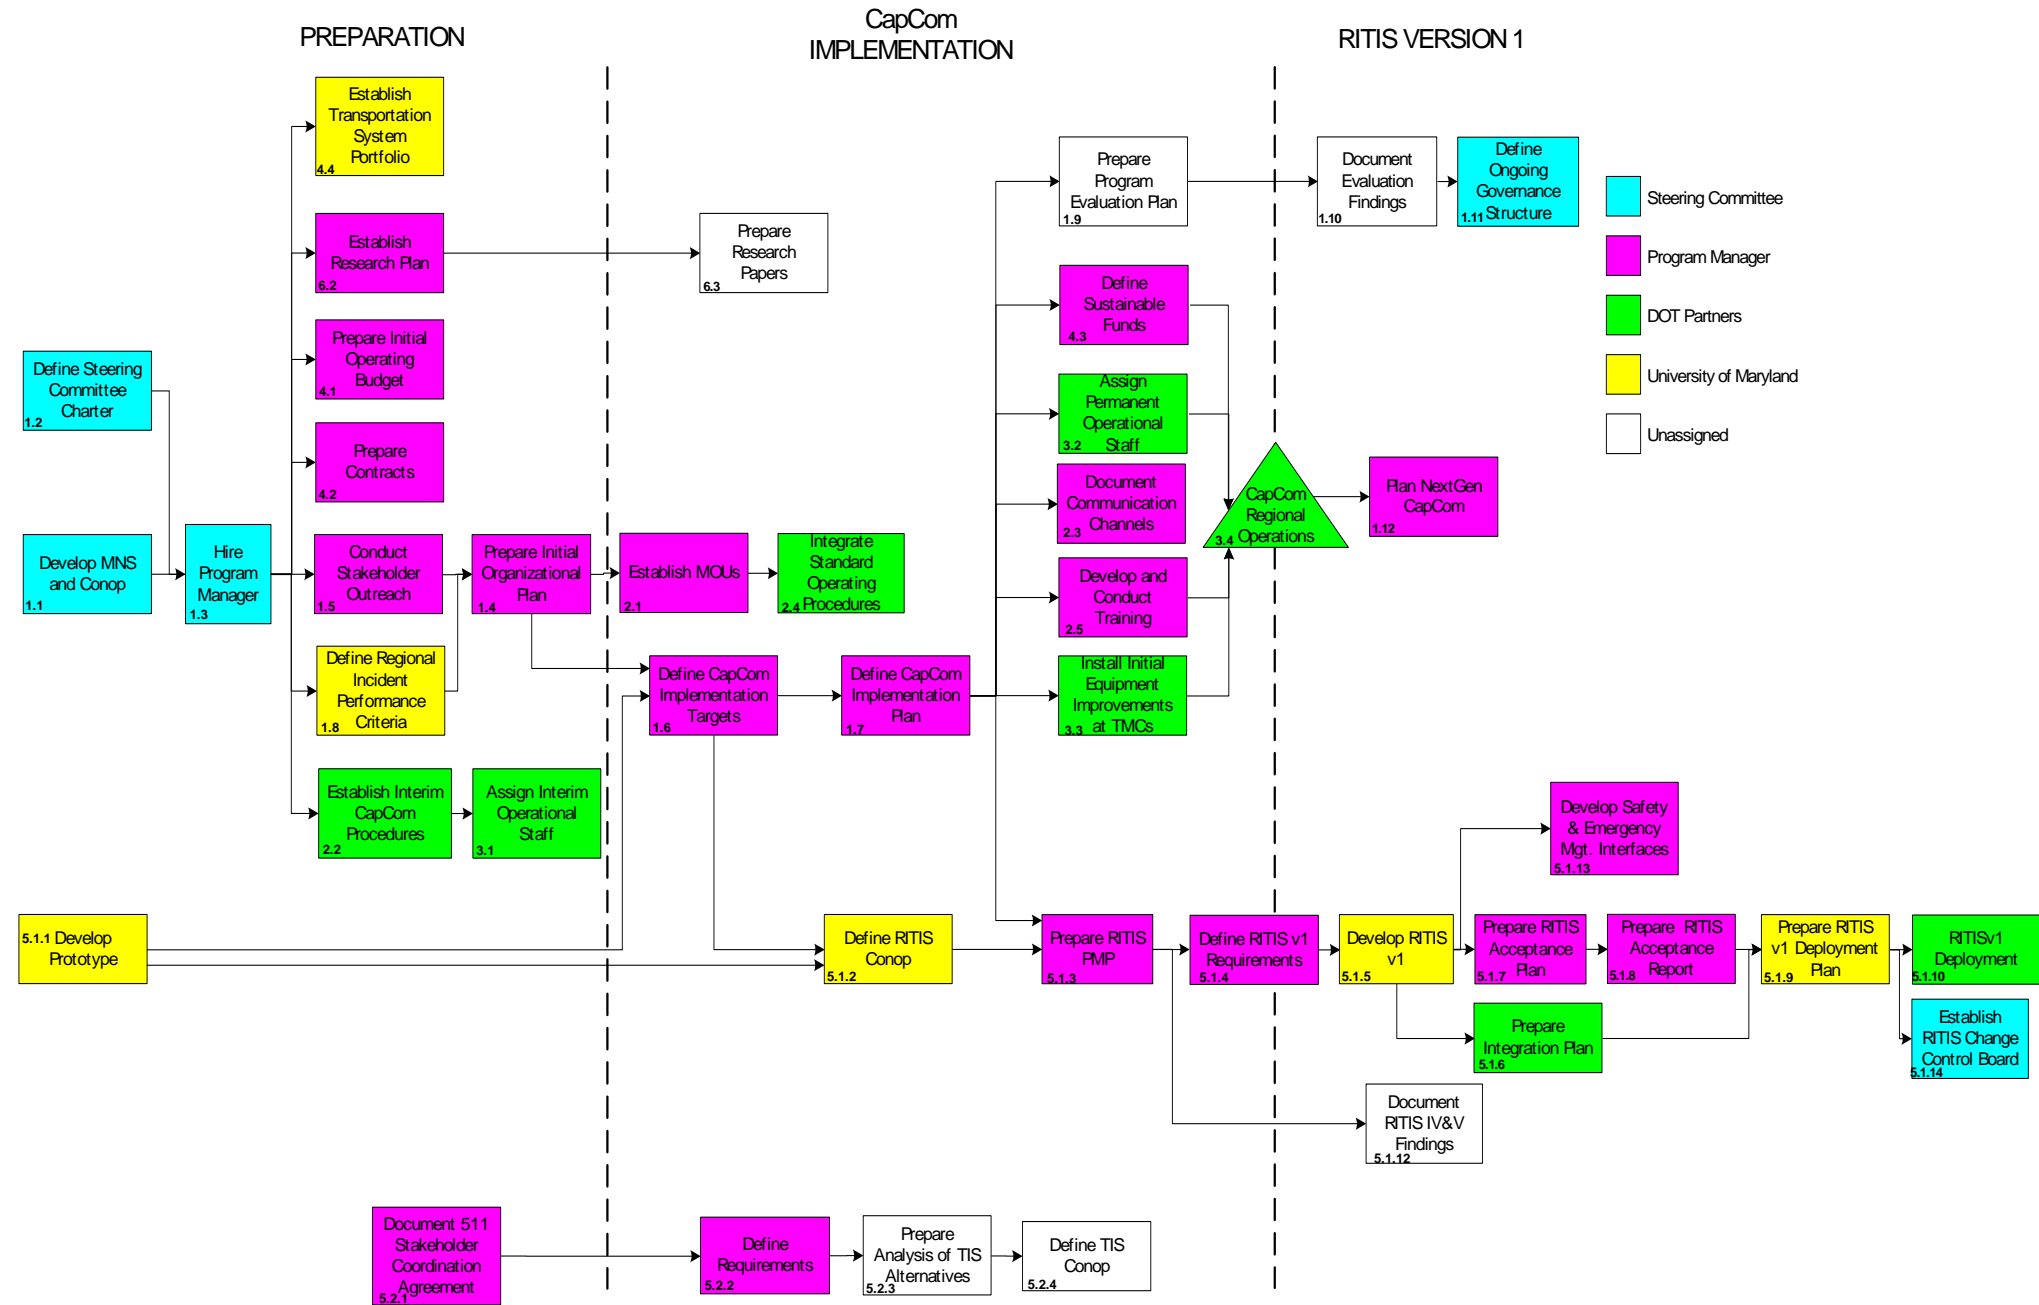 PREPARATION
CapCom
IMPLEMENTATION
RITIS VERSION 1
Establish
Transportation
System
Portfolio
4.4
Establish
Research Plan
6.2
Prepare
Research
Papers
6.3
Prepare Initial
Operating
Budget
4.1
Define Steering
Committee
Charter
1.2
Prepare
Contracts
4.2
Develop MNS
and Conop
1.1
Hire
Program
Manager
1.3
Conduct
Stakeholder
Outreach
1.5
Prepare Initial
Organizational
Plan
1.4
Establish MOUs
2.1
Integrate
Standard
Operating
2.4 Procedures
Define Regional
Incident
Performance
Criteria
1.8
Define CapCom
Implementation
Targets
1.6
Define CapCom
Implementation
Plan
1.7
Establish Interim
CapCom
Procedures
2.2
Assign Interim
Operational
Staff
3.1
Prepare
Program
Evaluation Plan
1.9
Document
Evaluation
Findings
1.10
Define
Ongoing
Governance
1.11 Structure
Define
Sustainable
Funds
4.3
Assign
Permanent
Operational
3.2 Staff
Document
Communication
Channels
2.3
Develop and
Conduct
Training
2.5
Install Initial
Equipment
Improvements
3.3 at TMCs
CapCom
Regional
3.4 Operations
Plan NextGen
CapCom
1.12
Steering Committee
Program Manager
DOT Partners
University of Maryland
Unassigned
5.1.1 Develop
Prototype
Define RITIS
Conop
5.1.2
Prepare RITIS
PMP
5.1.3
Define RITIS v1
Requirements
5.1.4
Develop RITIS
v1
5.1.5
Develop Safety
& Emergency
Mgt. Interfaces
5.1.13
Prepare RITIS
Acceptance
Plan
5.1.7
Prepare RITIS
Acceptance
Report
5.1.8
Prepare RITIS
v1 Deployment
Plan
5.1.9
RITISv1
Deployment
5.1.10
Prepare
Integration Plan
5.1.6
Establish
RITIS Change
Control Board
5.1.14
Document
RITIS IV&V
Findings
5.1.12
Document 511
Stakeholder
Coordination
Agreement
5.2.1
Define
Requirements
5.2.2
Prepare
Analysis of TIS
Alternatives
5.2.3
Define TIS
Conop
5.2.4